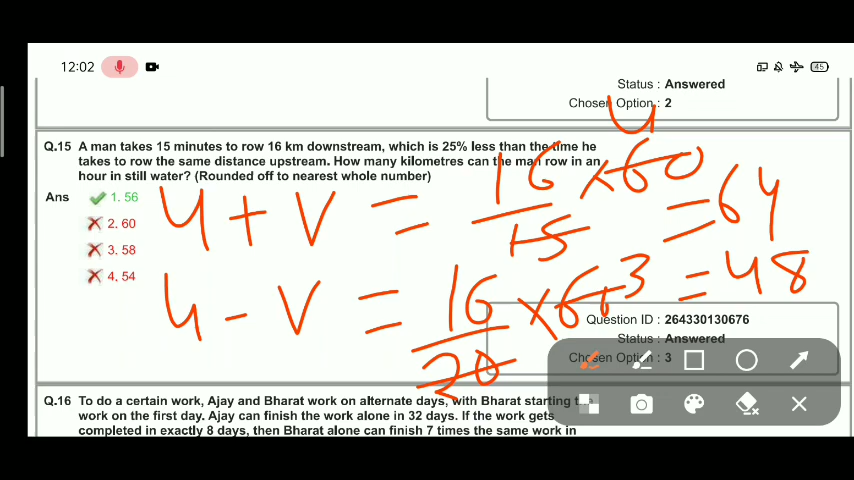 12:02
45
Status : Answered
Chosen Option : 2
Q.15 A man takes 15 minutes to row 16 km downstream, which is 25% less than the time he
takes to row the same distance upstream. How many kilometres can the man row in an
hour in still water? (Rounded off to nearest whole number)
Ans 1. 56
2. 60
3. 58
4. 54
4
u + v = 16/15 × 60 = 64
u - v = 16/20 × 60 3 = 48
Question ID : 264330130676
Status : Answered
Chosen Option : 3
Q.16 To do a certain work, Ajay and Bharat work on alternate days, with Bharat starting the
work on the first day. Ajay can finish the work alone in 32 days. If the work gets
completed in exactly 8 days, then Bharat alone can finish 7 times the same work in